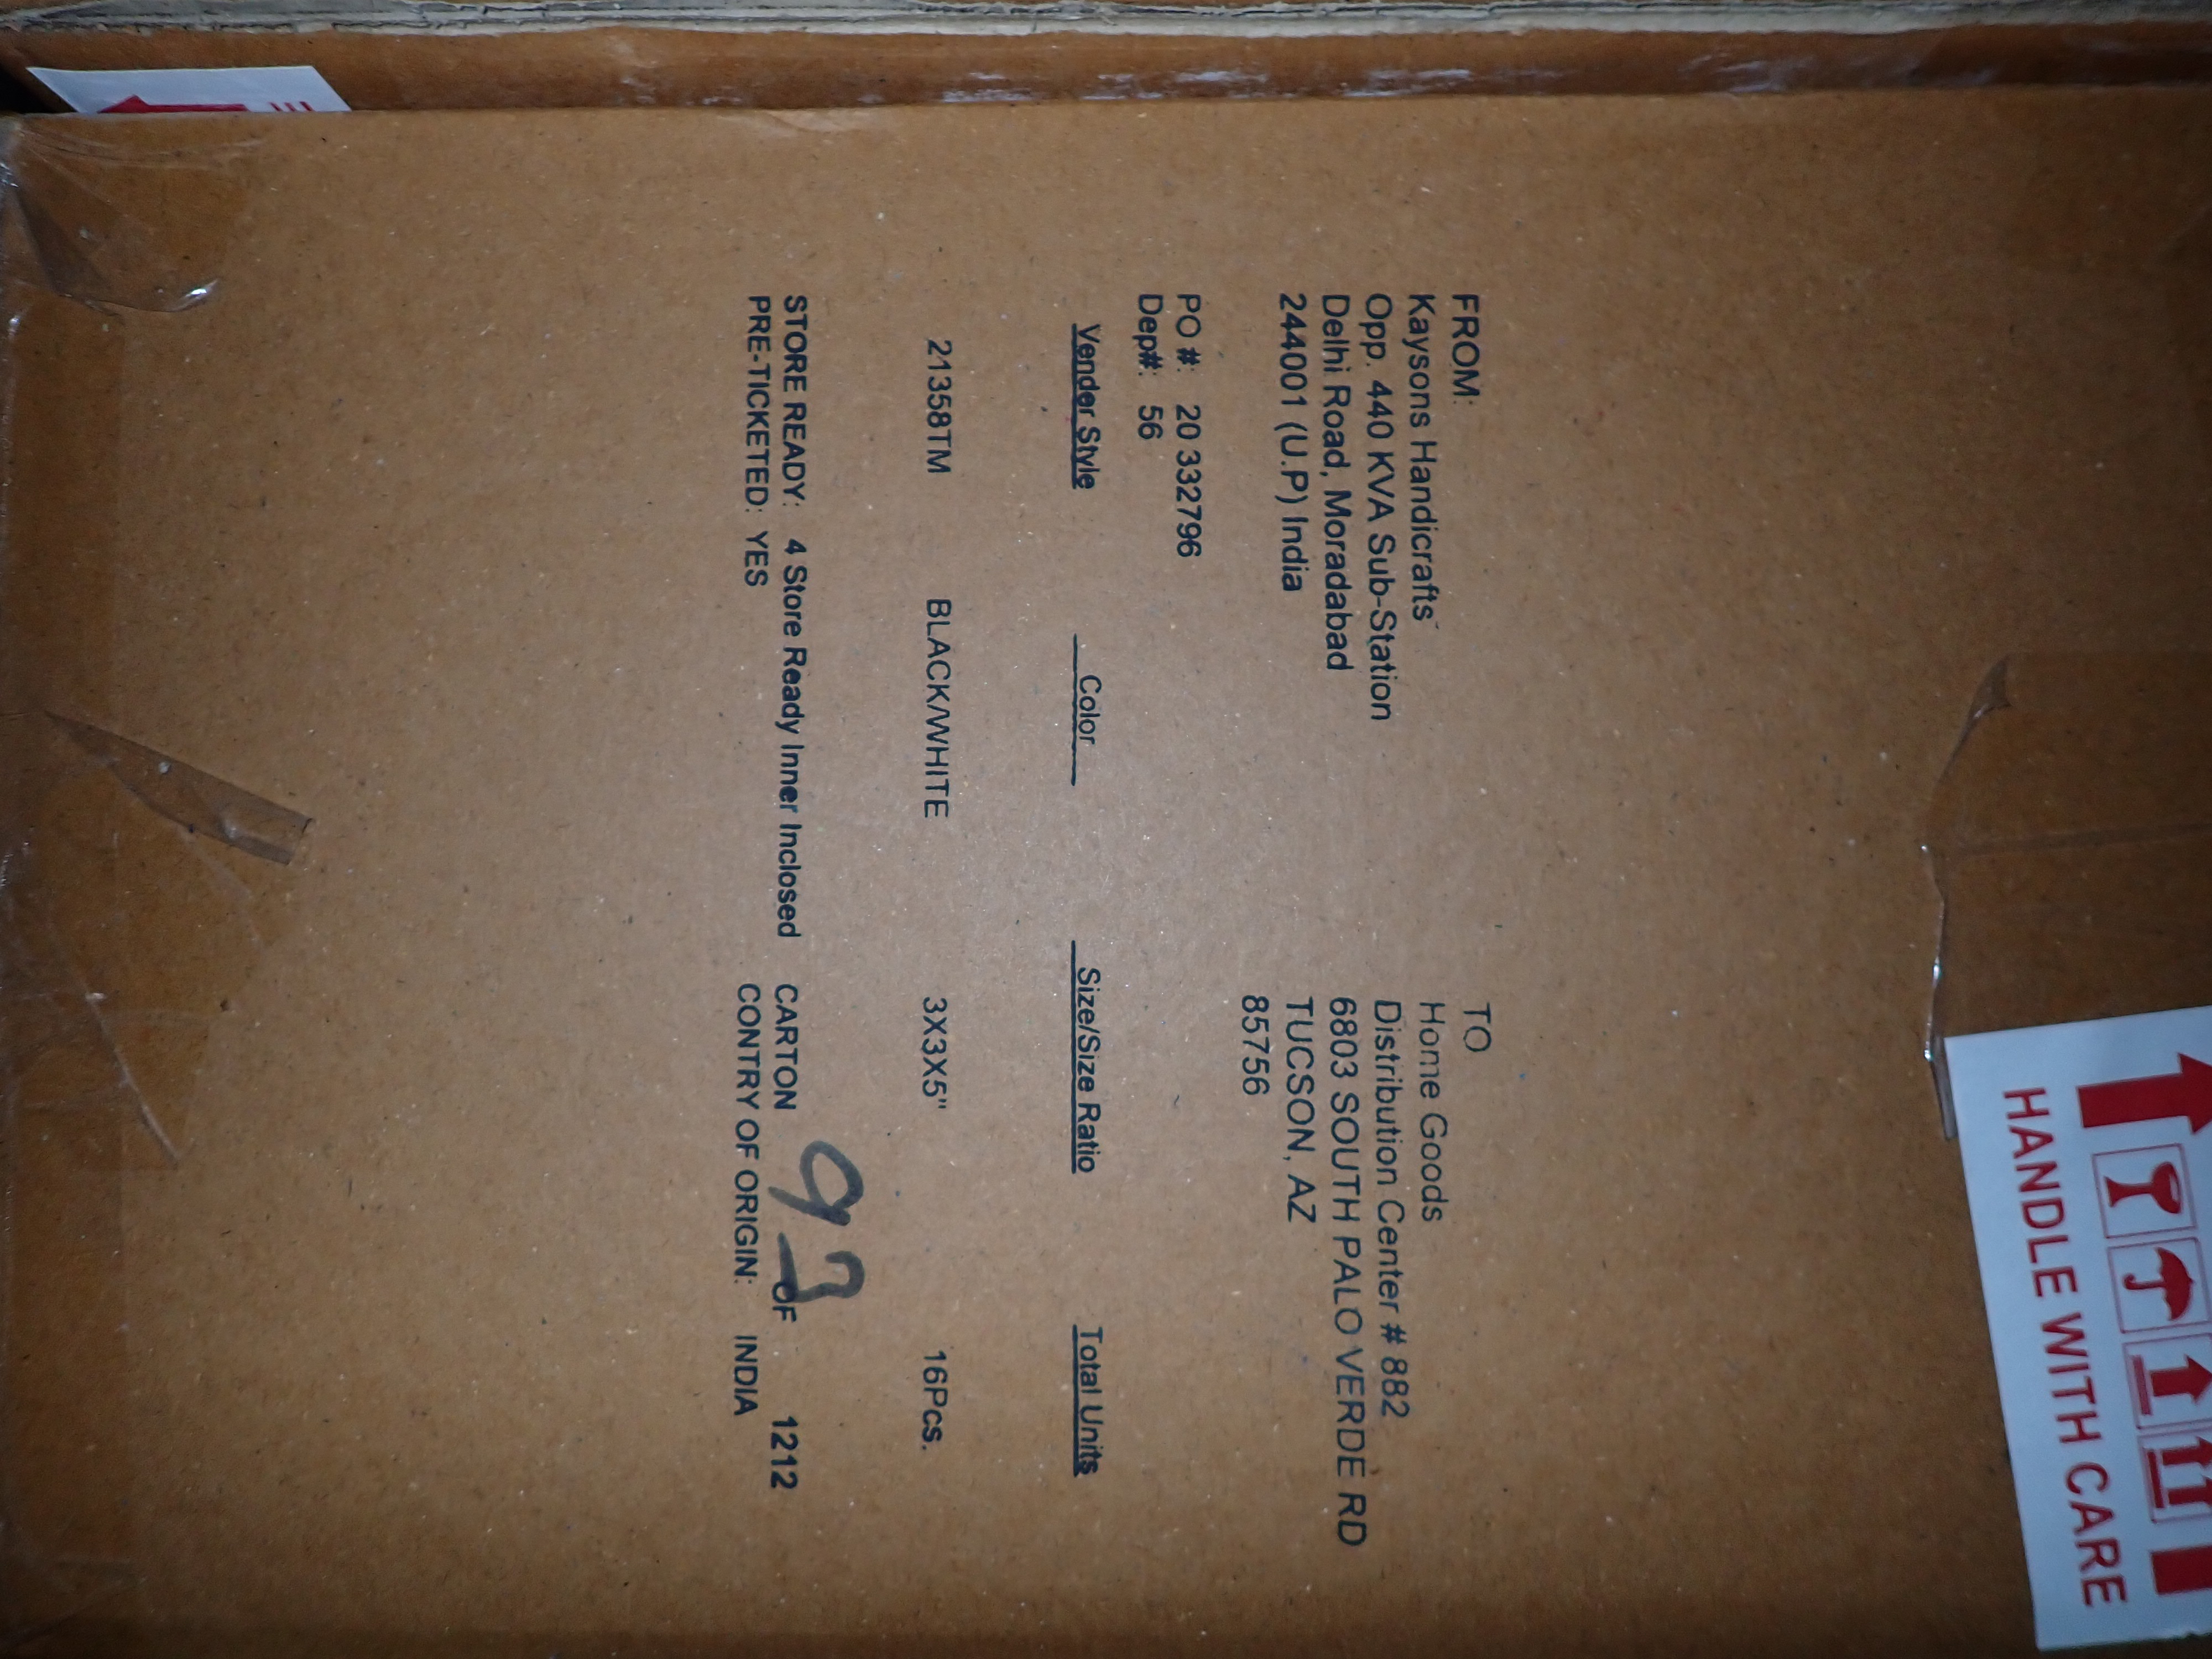 FROM:
Kaysons Handicrafts
Opp. 440 KVA Sub-Station
Delhi Road, Moradabad
244001 (U.P) India
TO
Home Goods
Distribution Center # 882
6803 SOUTH PALO VERDE RD
TUCSON, AZ
85756
PO #: 20 332796
Dep#: 56
Vender Style Color Size/Size Ratio Total Units
21358TM BLACK/WHITE 3X3X5" 16Pcs.
STORE READY: 4 Store Ready Inner Inclosed
PRE-TICKETED: YES
CARTON 92 OF 1212
CONTRY OF ORIGIN: INDIA
HANDLE WITH CARE